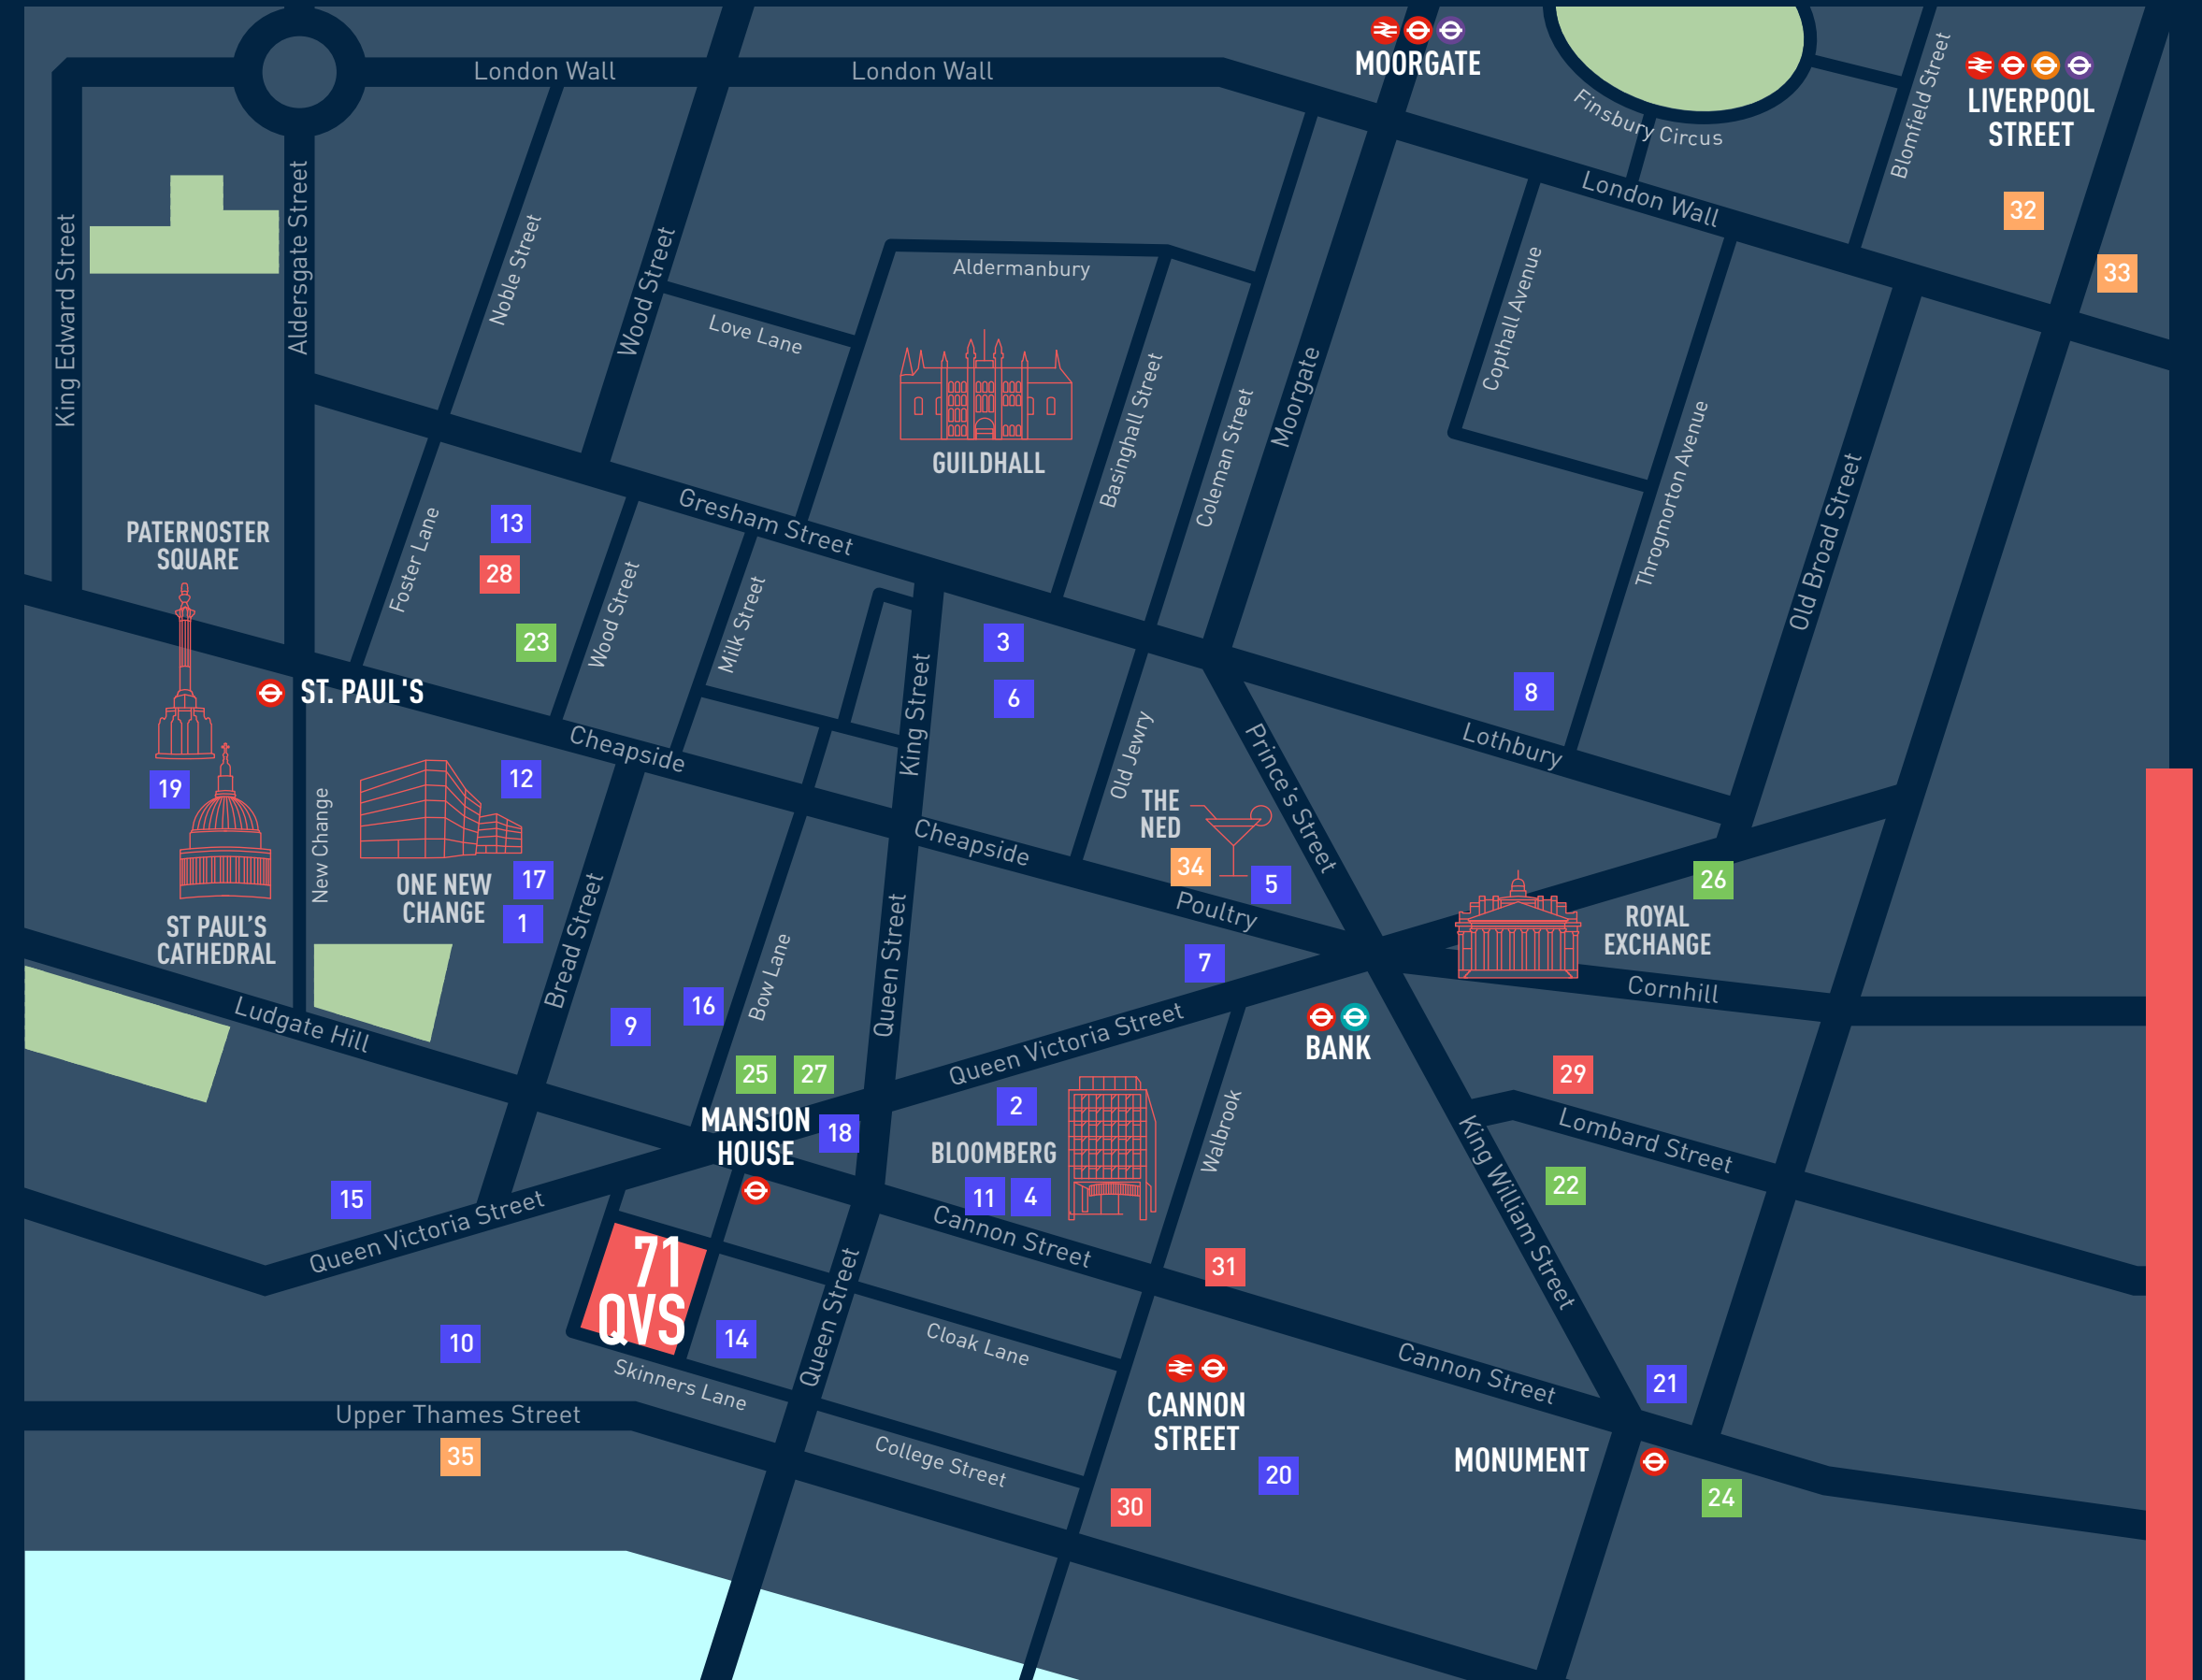 MOORGATE
LIVERPOOL
STREET
London Wall
London Wall
Finsbury Circus
Blomfield Street
London Wall
32
33
King Edward Street
Aldersgate Street
Noble Street
Wood Street
Love Lane
Aldermanbury
GUILDHALL
Basinghall Street
Coleman Street
Moorgate
Copthall Avenue
Throgmorton Avenue
Old Broad Street
PATERNOSTER
SQUARE
Foster Lane
13
28
23
Wood Street
Milk Street
Gresham Street
King Street
3
6
8
ST. PAUL'S
Cheapside
Old Jewry
Prince's Street
Lothbury
19
New Change
12
17
1
ONE NEW
CHANGE
ST PAUL'S
CATHEDRAL
Cheapside
THE
NED
34
5
Poultry
26
ROYAL
EXCHANGE
Bread Street
Bow Lane
Queen Street
7
Cornhill
Ludgate Hill
9
16
Queen Victoria Street
BANK
25
27
2
29
MANSION
HOUSE
18
BLOOMBERG
Walbrook
Lombard Street
King William Street
15
11
4
22
Queen Victoria Street
Cannon Street
31
71
QVS
14
10
Queen Street
Cloak Lane
Skinners Lane
Cannon Street
21
CANNON
STREET
Upper Thames Street
35
College Street
20
MONUMENT
30
24